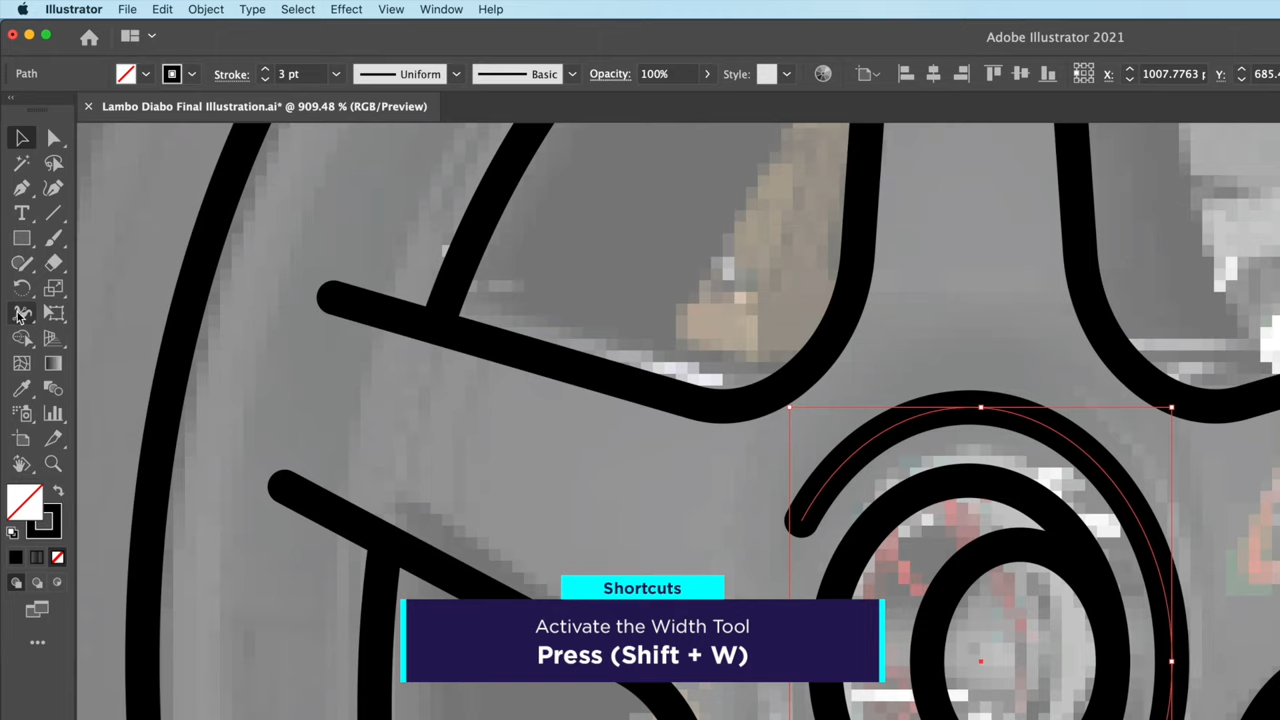 Illustrator File Edit Object Type Select Effect View Window Help
Adobe Illustrator 2021
Path Stroke: 3 pt Uniform Basic Opacity: 100% Style: X: 1007.7763 Y: 685.
× Lambo Diabo Final Illustration.ai* @ 909.48 % (RGB/Preview)
Shortcuts
Activate the Width Tool
Press (Shift + W)